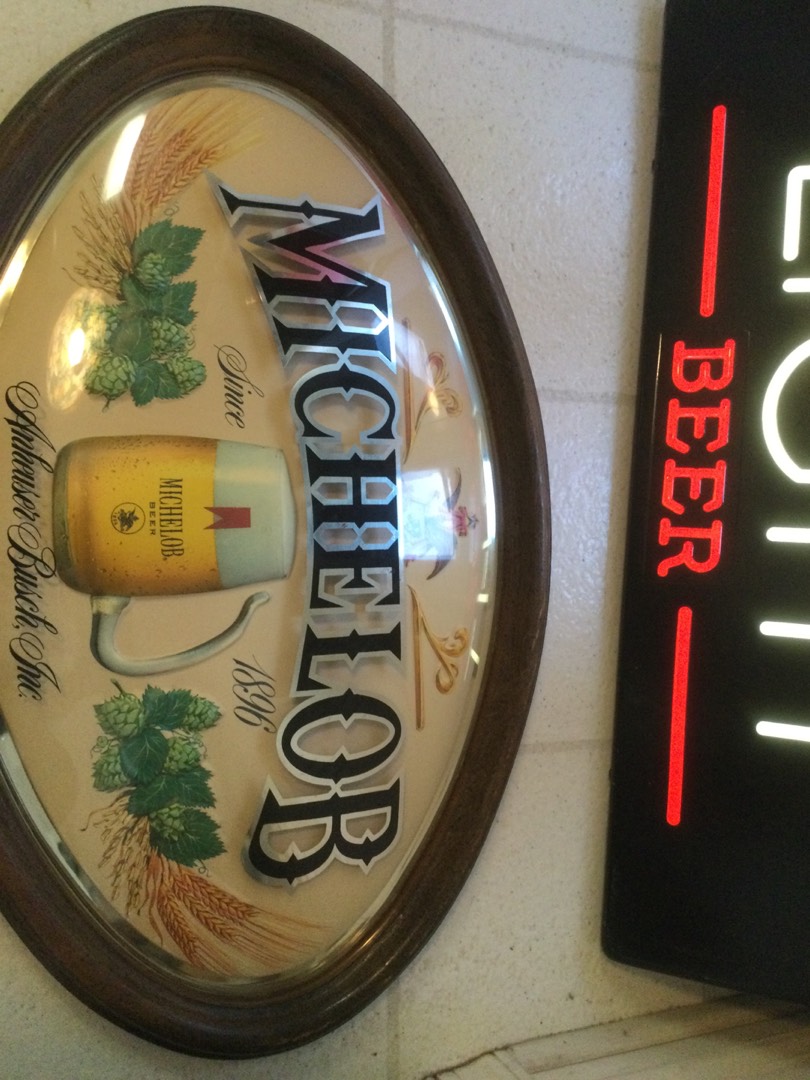 BEER
MICHELOB
Since 1896
MICHELOB
BEER
Anheuser Busch, Inc.